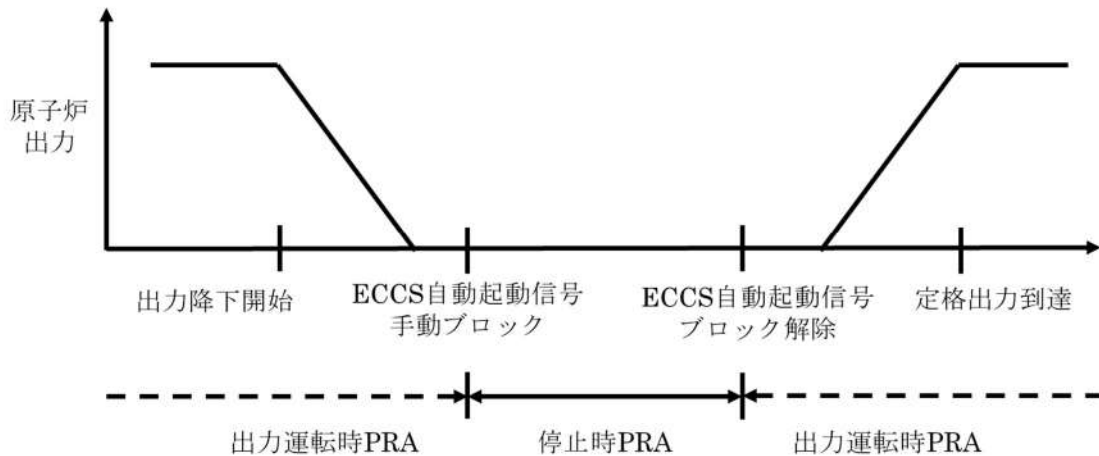 原子炉
出力
出力降下開始
ECCS自動起動信号
手動ブロック
ECCS自動起動信号
ブロック解除
定格出力到達
出力運転時PRA
停止時PRA
出力運転時PRA